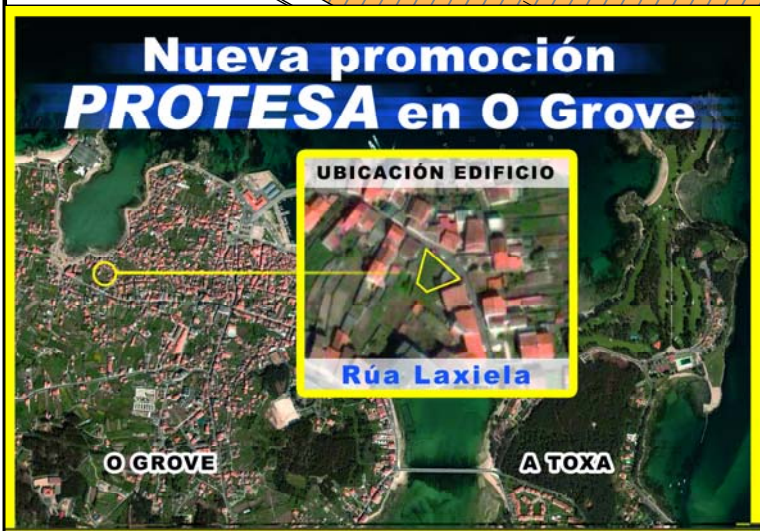 Nueva promoción
PROTESA en O Grove
UBICACIÓN EDIFICIO
Rúa Laxiela
O GROVE
A TOXA